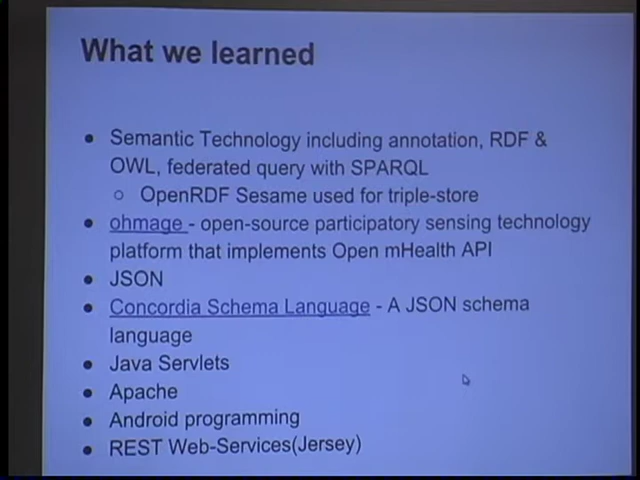 What we learned
● Semantic Technology including annotation, RDF &
OWL, federated query with SPARQL
○ OpenRDF Sesame used for triple-store
● ohmage - open-source participatory sensing technology
platform that implements Open mHealth API
● JSON
● Concordia Schema Language - A JSON schema
language
● Java Servlets
● Apache
● Android programming
● REST Web-Services(Jersey)